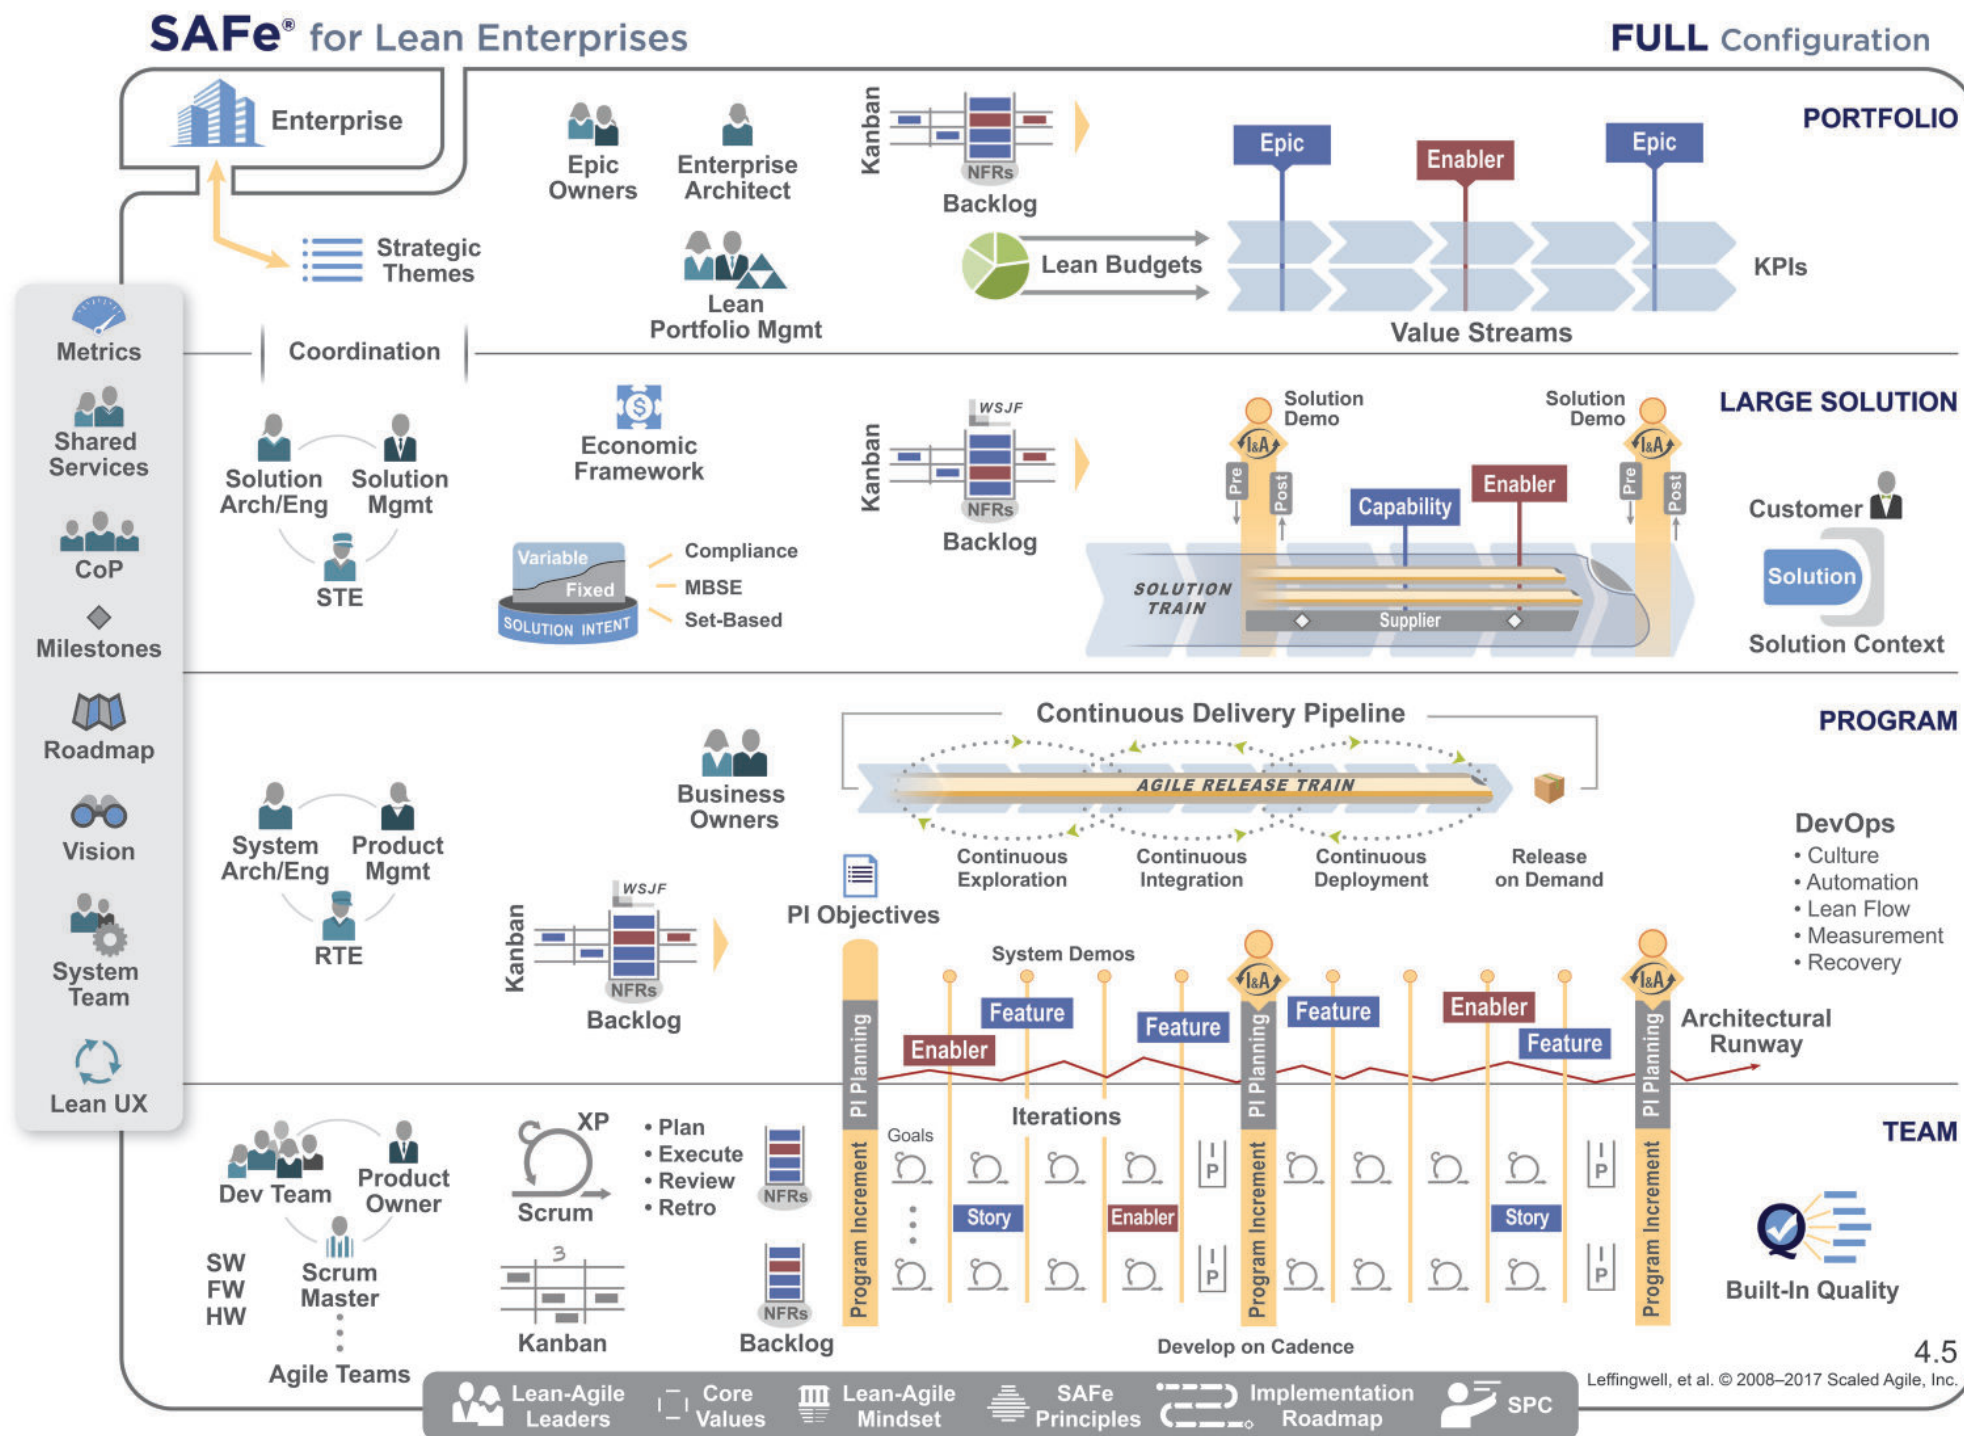 SAFe® for Lean Enterprises
FULL Configuration
Enterprise
Epic
Owners
Enterprise
Architect
Kanban
NFRs
Backlog
Epic
Enabler
Epic
PORTFOLIO
Strategic
Themes
Lean
Portfolio Mgmt
Lean Budgets
KPIs
Value Streams
Coordination
Metrics
Shared
Services
CoP
Milestones
Roadmap
Vision
System
Team
Lean UX
Solution
Arch/Eng
Solution
Mgmt
STE
Economic
Framework
Variable
Fixed
SOLUTION INTENT
Compliance
MBSE
Set-Based
Kanban
WSJF
NFRs
Backlog
Solution
Demo
I&A
Pre
Post
Capability
Enabler
Solution
Demo
I&A
Pre
Post
LARGE SOLUTION
SOLUTION
TRAIN
Supplier
Customer
Solution
Solution Context
PROGRAM
System
Arch/Eng
Product
Mgmt
RTE
Business
Owners
Continuous Delivery Pipeline
AGILE RELEASE TRAIN
Continuous
Exploration
Continuous
Integration
Continuous
Deployment
Release
on Demand
DevOps
• Culture
• Automation
• Lean Flow
• Measurement
• Recovery
Kanban
WSJF
NFRs
Backlog
PI Objectives
System Demos
PI Planning
Enabler
Feature
Feature
I&A
PI Planning
Feature
Enabler
Feature
I&A
PI Planning
Architectural
Runway
TEAM
Dev Team
Product
Owner
Scrum
Master
SW
FW
HW
Agile Teams
XP
Scrum
• Plan
• Execute
• Review
• Retro
3
Kanban
NFRs
NFRs
Backlog
Program Increment
Goals
Iterations
Story
Enabler
I
P
I
P
Program Increment
Story
I
P
I
P
Program Increment
Develop on Cadence
Built-In Quality
4.5
Leffingwell, et al. © 2008–2017 Scaled Agile, Inc.
Lean-Agile
Leaders
Core
Values
Lean-Agile
Mindset
SAFe
Principles
Implementation
Roadmap
SPC